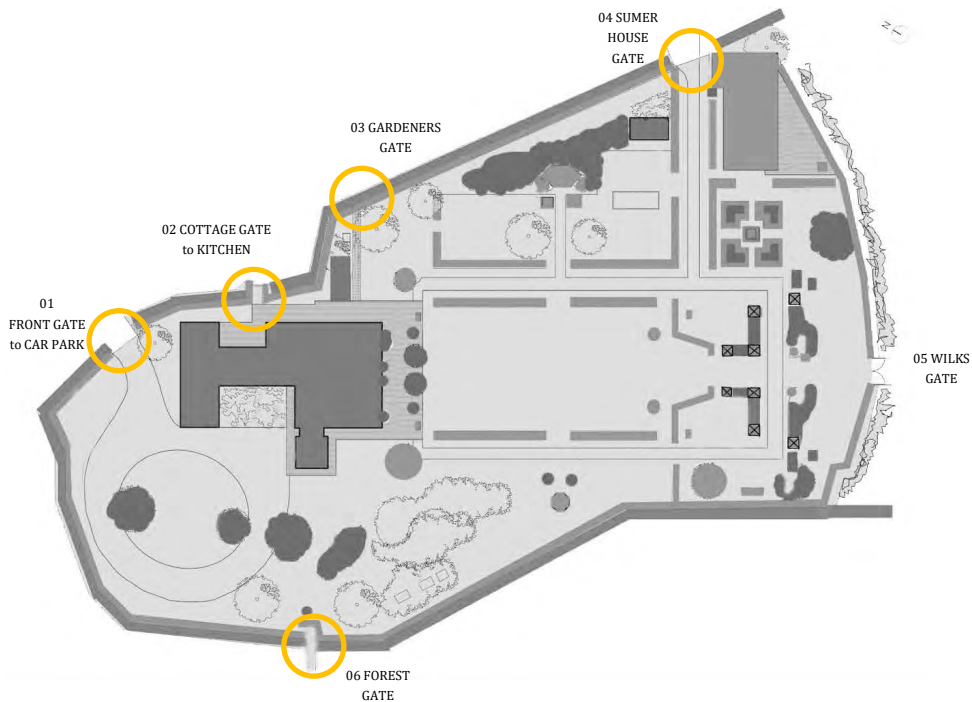 04 SUMER
HOUSE
GATE
N
03 GARDENERS
GATE
02 COTTAGE GATE
to KITCHEN
01
FRONT GATE
to CAR PARK
05 WILKS
GATE
06 FOREST
GATE